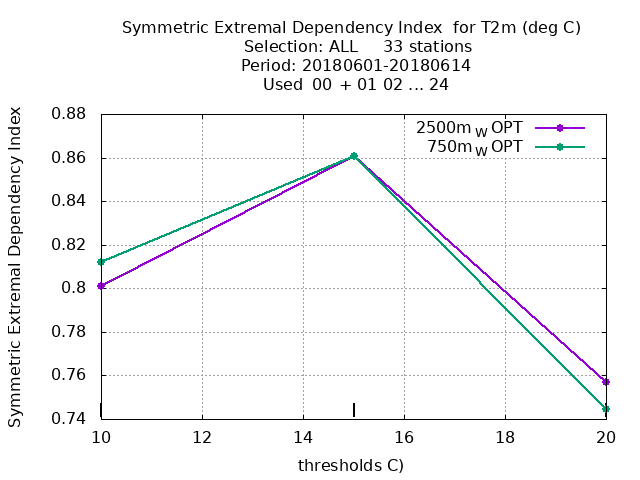 Symmetric Extremal Dependency Index  for T2m (deg C)
Selection: ALL     33 stations
Period: 20180601-20180614
Used  00 + 01 02 ... 24
Symmetric Extremal Dependency Index
0.88
0.86
0.84
0.82
0.8
0.78
0.76
0.74
2500m W OPT
750m W OPT
10
12
14
16
18
20
thresholds C)